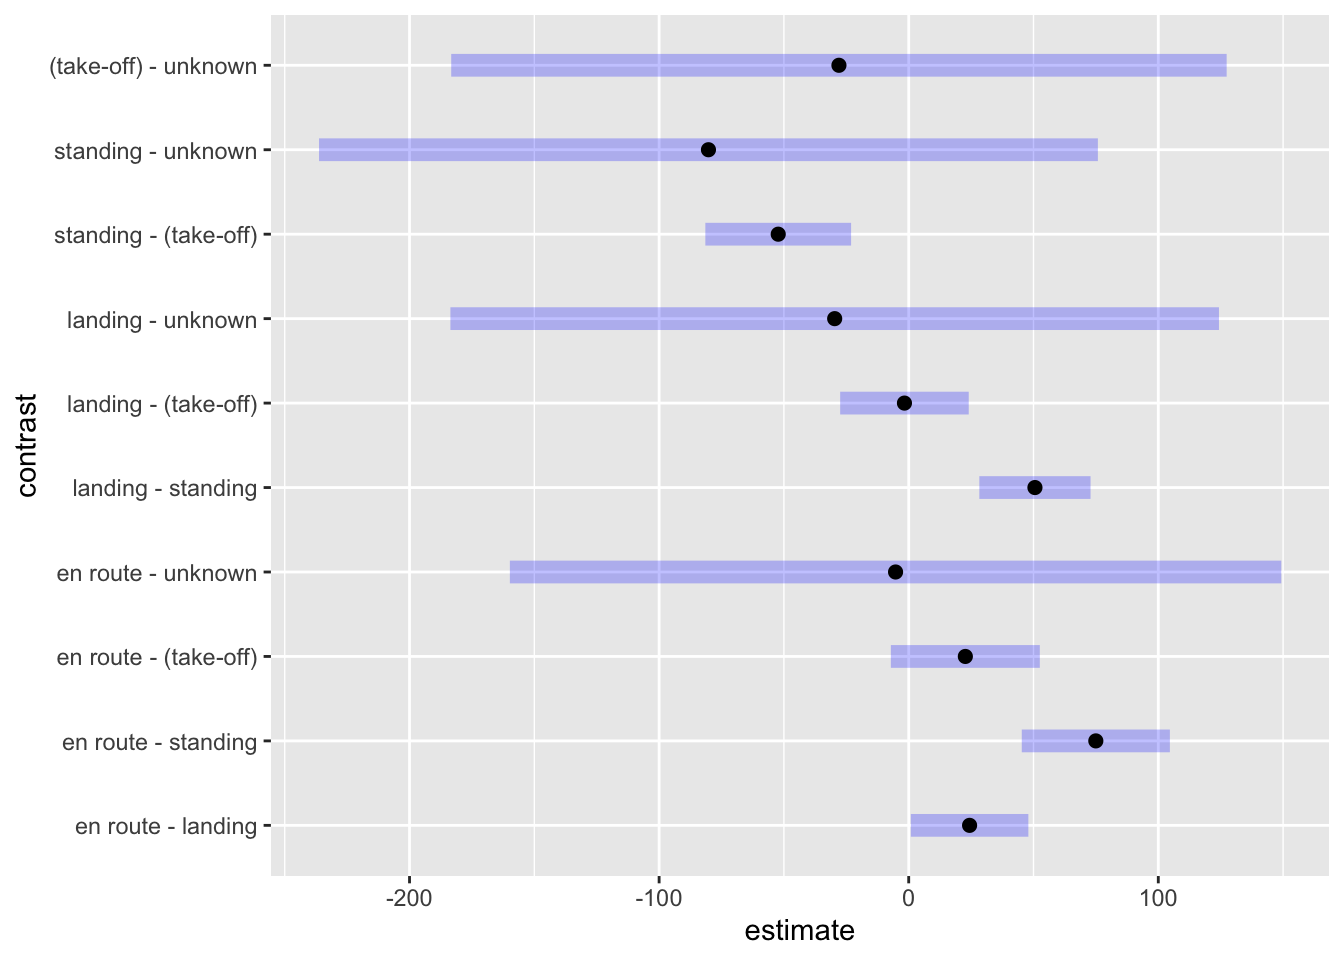 (take-off) - unknown
standing - unknown
standing - (take-off)
landing - unknown
landing - (take-off)
landing - standing
en route - unknown
en route - (take-off)
en route - standing
en route - landing
contrast
-200
-100
0
100
estimate